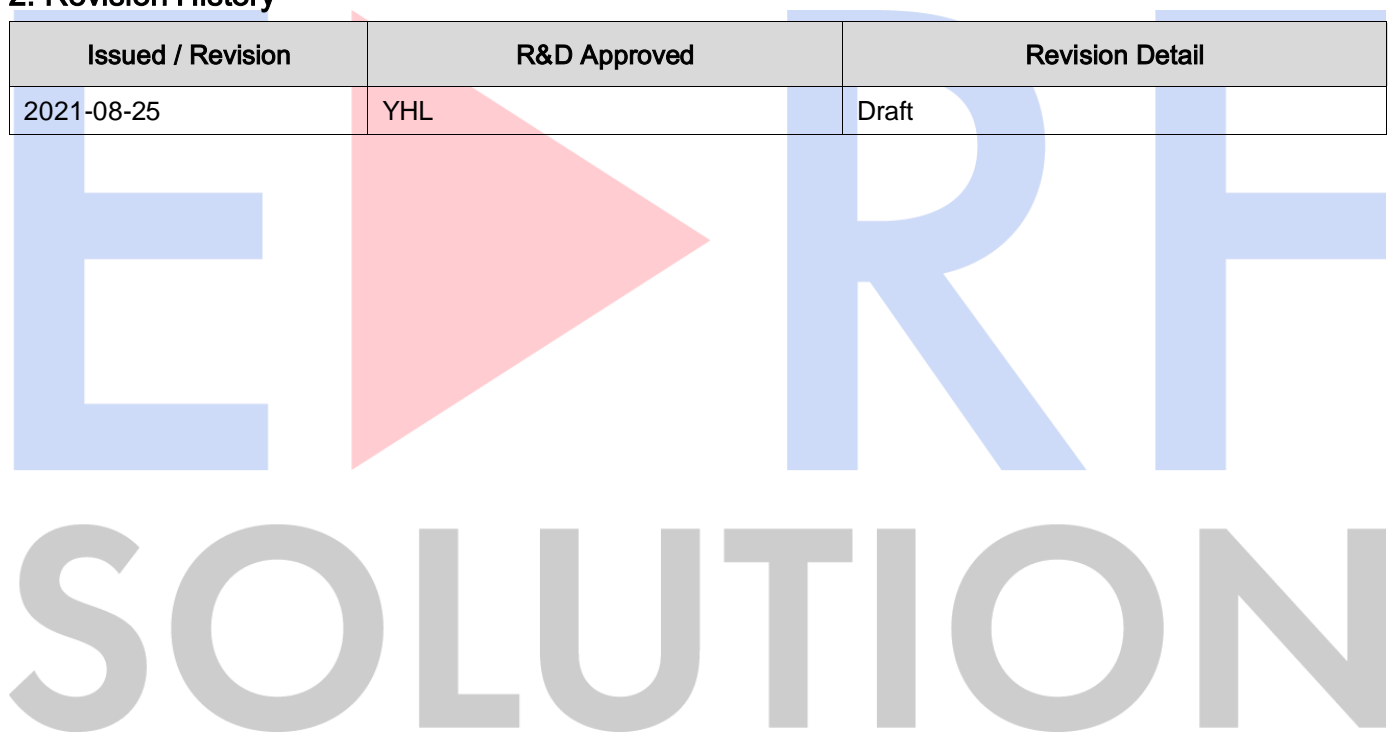 2. Revision History
Issued / Revision R&D Approved Revision Detail
2021-08-25 YHL Draft
E RF
SOLUTION